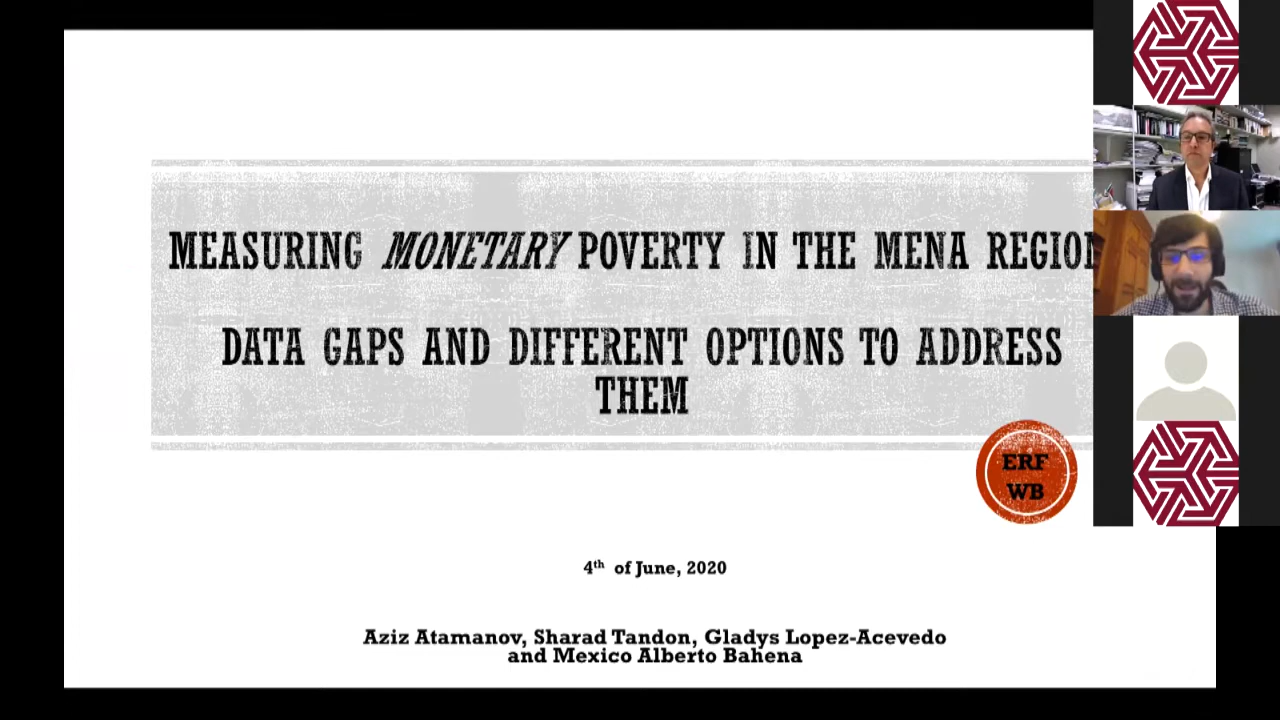 MEASURING MONETARY POVERTY IN THE MENA REGION
DATA GAPS AND DIFFERENT OPTIONS TO ADDRESS
THEM
ERF
WB
4th of June, 2020
Aziz Atamanov, Sharad Tandon, Gladys Lopez-Acevedo
and Mexico Alberto Bahena